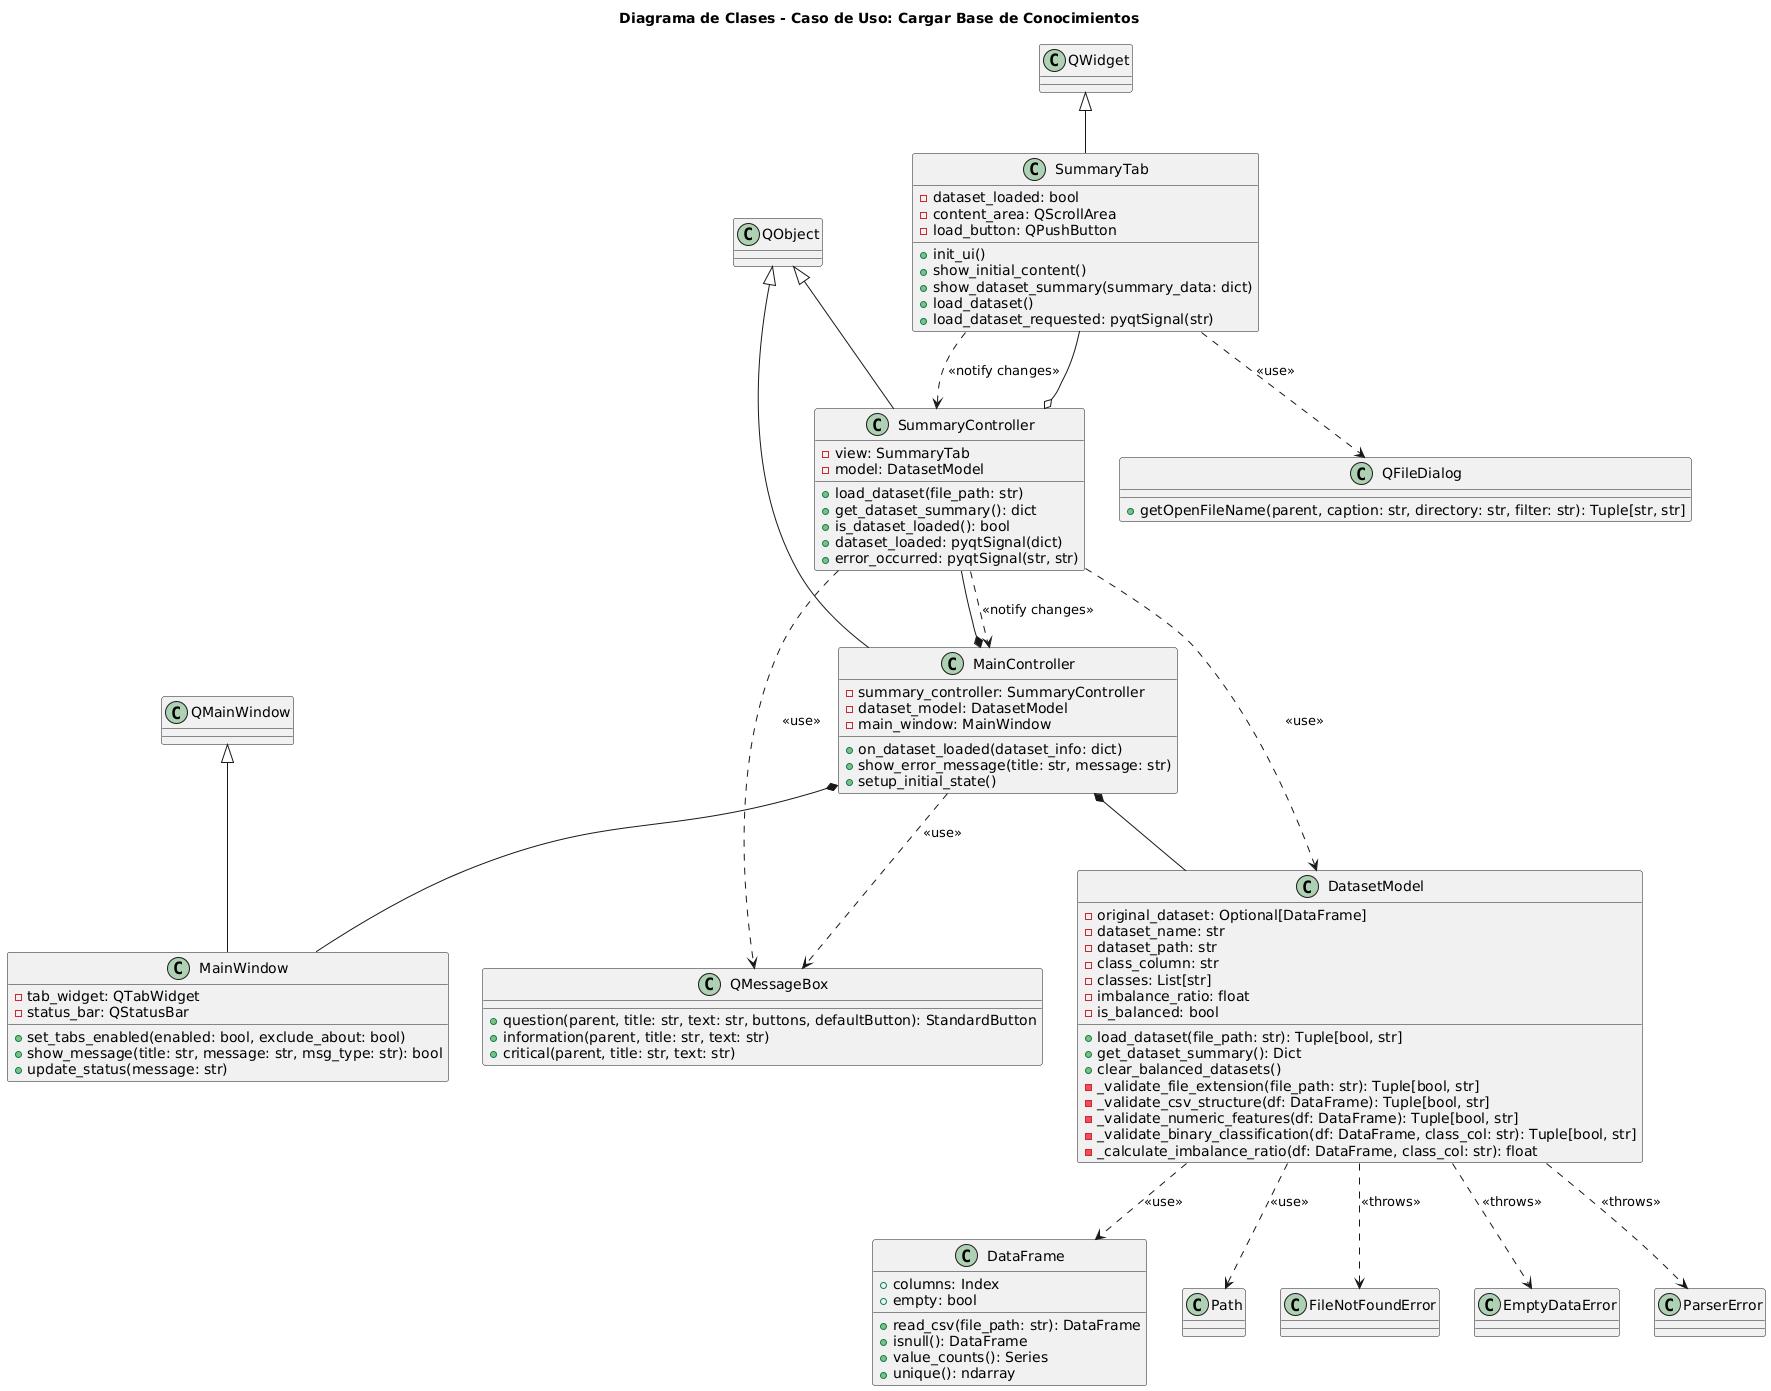 Diagrama de Clases - Caso de Uso: Cargar Base de Conocimientos
C QWidget
C SummaryTab
dataset_loaded: bool
content_area: QScrollArea
load_button: QPushButton
init_ui()
show_initial_content()
show_dataset_summary(summary_data: dict)
load_dataset()
load_dataset_requested: pyqtSignal(str)
C QObject
«notify changes»
«use»
C SummaryController
view: SummaryTab
model: DatasetModel
load_dataset(file_path: str)
get_dataset_summary(): dict
is_dataset_loaded(): bool
dataset_loaded: pyqtSignal(dict)
error_occurred: pyqtSignal(str, str)
C QFileDialog
getOpenFileName(parent, caption: str, directory: str, filter: str): Tuple[str, str]
«notify changes»
C MainController
summary_controller: SummaryController
dataset_model: DatasetModel
main_window: MainWindow
on_dataset_loaded(dataset_info: dict)
show_error_message(title: str, message: str)
setup_initial_state()
C QMainWindow
«use»
«use»
«use»
C MainWindow
tab_widget: QTabWidget
status_bar: QStatusBar
set_tabs_enabled(enabled: bool, exclude_about: bool)
show_message(title: str, message: str, msg_type: str): bool
update_status(message: str)
C QMessageBox
question(parent, title: str, text: str, buttons, defaultButton): StandardButton
information(parent, title: str, text: str)
critical(parent, title: str, text: str)
C DatasetModel
original_dataset: Optional[DataFrame]
dataset_name: str
dataset_path: str
class_column: str
classes: List[str]
imbalance_ratio: float
is_balanced: bool
load_dataset(file_path: str): Tuple[bool, str]
get_dataset_summary(): Dict
clear_balanced_datasets()
_validate_file_extension(file_path: str): Tuple[bool, str]
_validate_csv_structure(df: DataFrame): Tuple[bool, str]
_validate_numeric_features(df: DataFrame): Tuple[bool, str]
_validate_binary_classification(df: DataFrame, class_col: str): Tuple[bool, str]
_calculate_imbalance_ratio(df: DataFrame, class_col: str): float
«use»
«use»
«throws»
«throws»
«throws»
C DataFrame
columns: Index
empty: bool
read_csv(file_path: str): DataFrame
isnull(): DataFrame
value_counts(): Series
unique(): ndarray
C Path
C FileNotFoundError
C EmptyDataError
C ParserError